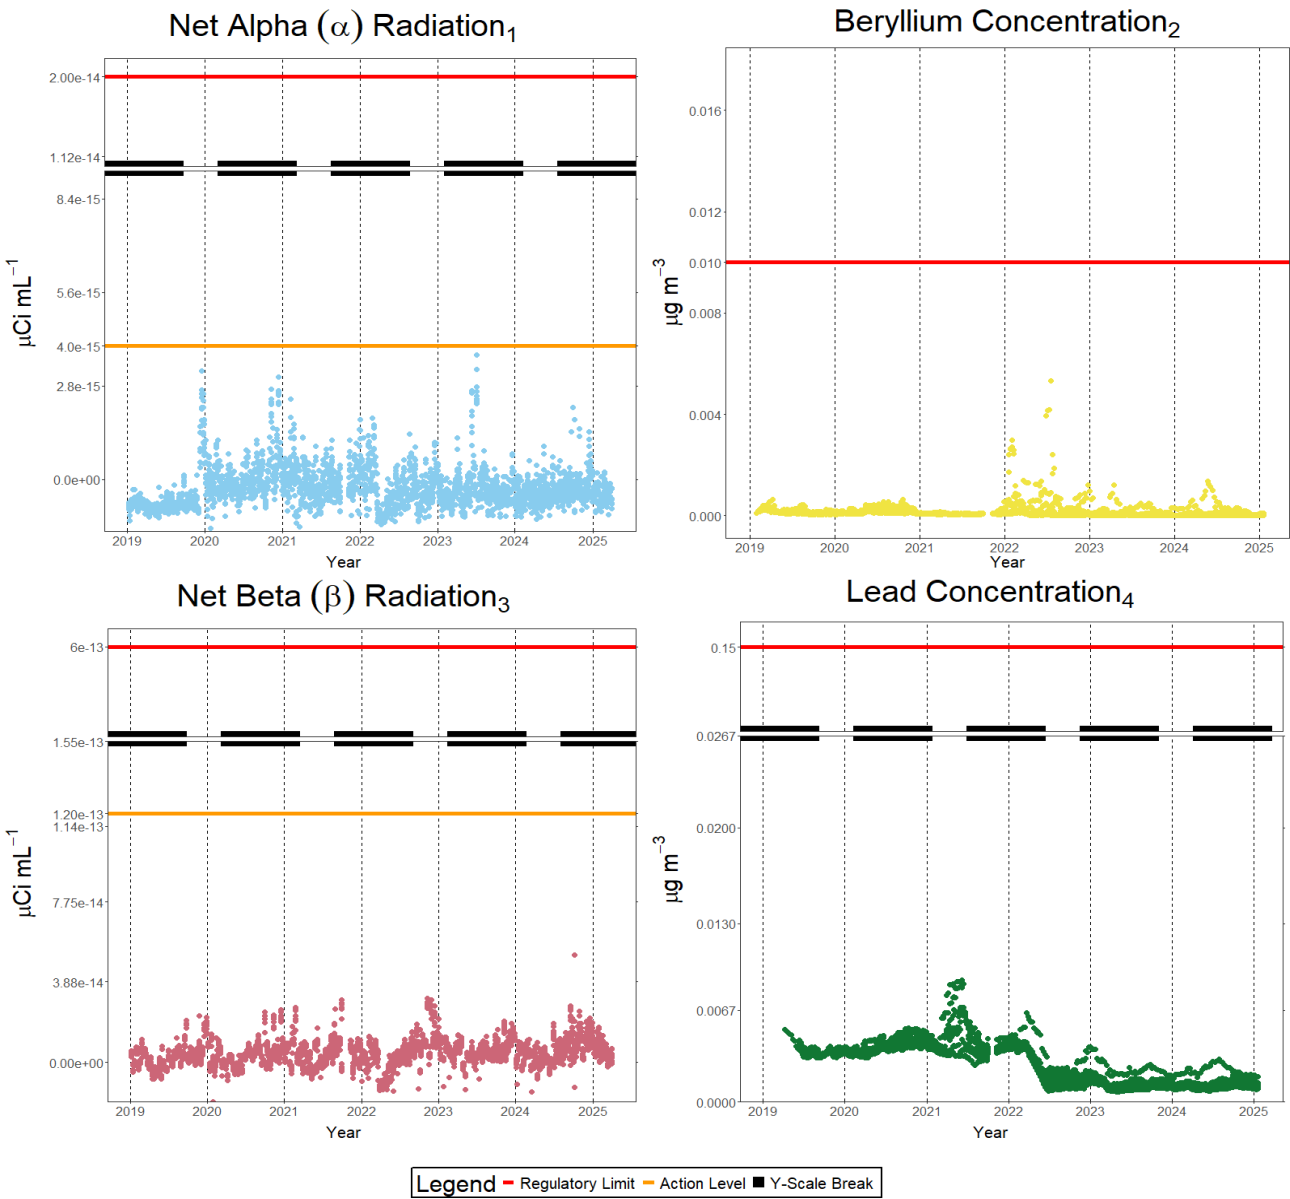 Net Alpha (α) Radiation1
μCi mL−1
2.00e-14
1.12e-14
8.4e-15
5.6e-15
4.0e-15
2.8e-15
0.0e+00
2019 2020 2021 2022 2023 2024 2025
Year
Beryllium Concentration2
μg m−3
0.016
0.012
0.010
0.008
0.004
0.000
2019 2020 2021 2022 2023 2024 2025
Year
Net Beta (β) Radiation3
μCi mL−1
6e-13
1.55e-13
1.20e-13
1.14e-13
7.75e-14
3.88e-14
0.00e+00
2019 2020 2021 2022 2023 2024 2025
Year
Lead Concentration4
μg m−3
0.15
0.0267
0.0200
0.0130
0.0067
0.0000
2019 2020 2021 2022 2023 2024 2025
Year
Legend Regulatory Limit Action Level Y-Scale Break